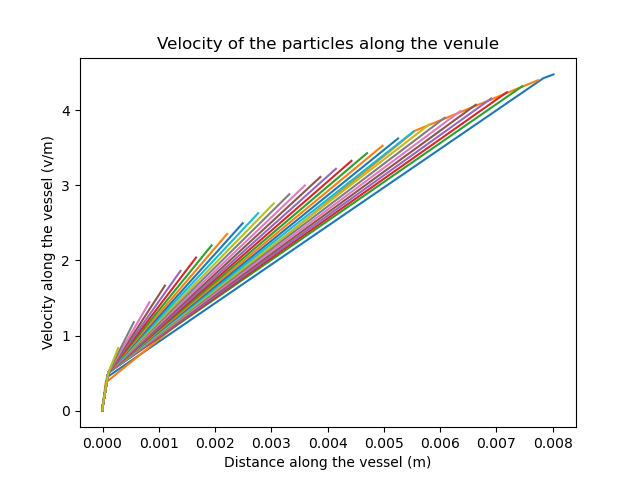 Velocity of the particles along the venule
Velocity along the vessel (v/m)
4
3
2
1
0
0.000 0.001 0.002 0.003 0.004 0.005 0.006 0.007 0.008
Distance along the vessel (m)